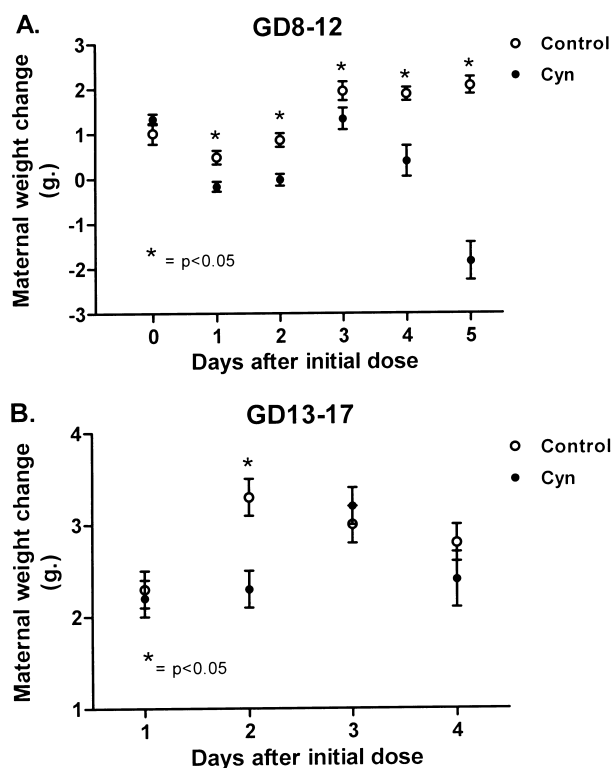 A.
GD8-12
Control
Cyn
Maternal weight change
(g.)
3
2
1
0
-1
-2
-3
*
*
*
*
*
* = p<0.05
0 1 2 3 4 5
Days after initial dose
B.
GD13-17
Control
Cyn
Maternal weight change
(g.)
4
3
2
1
*
* = p<0.05
1 2 3 4
Days after initial dose